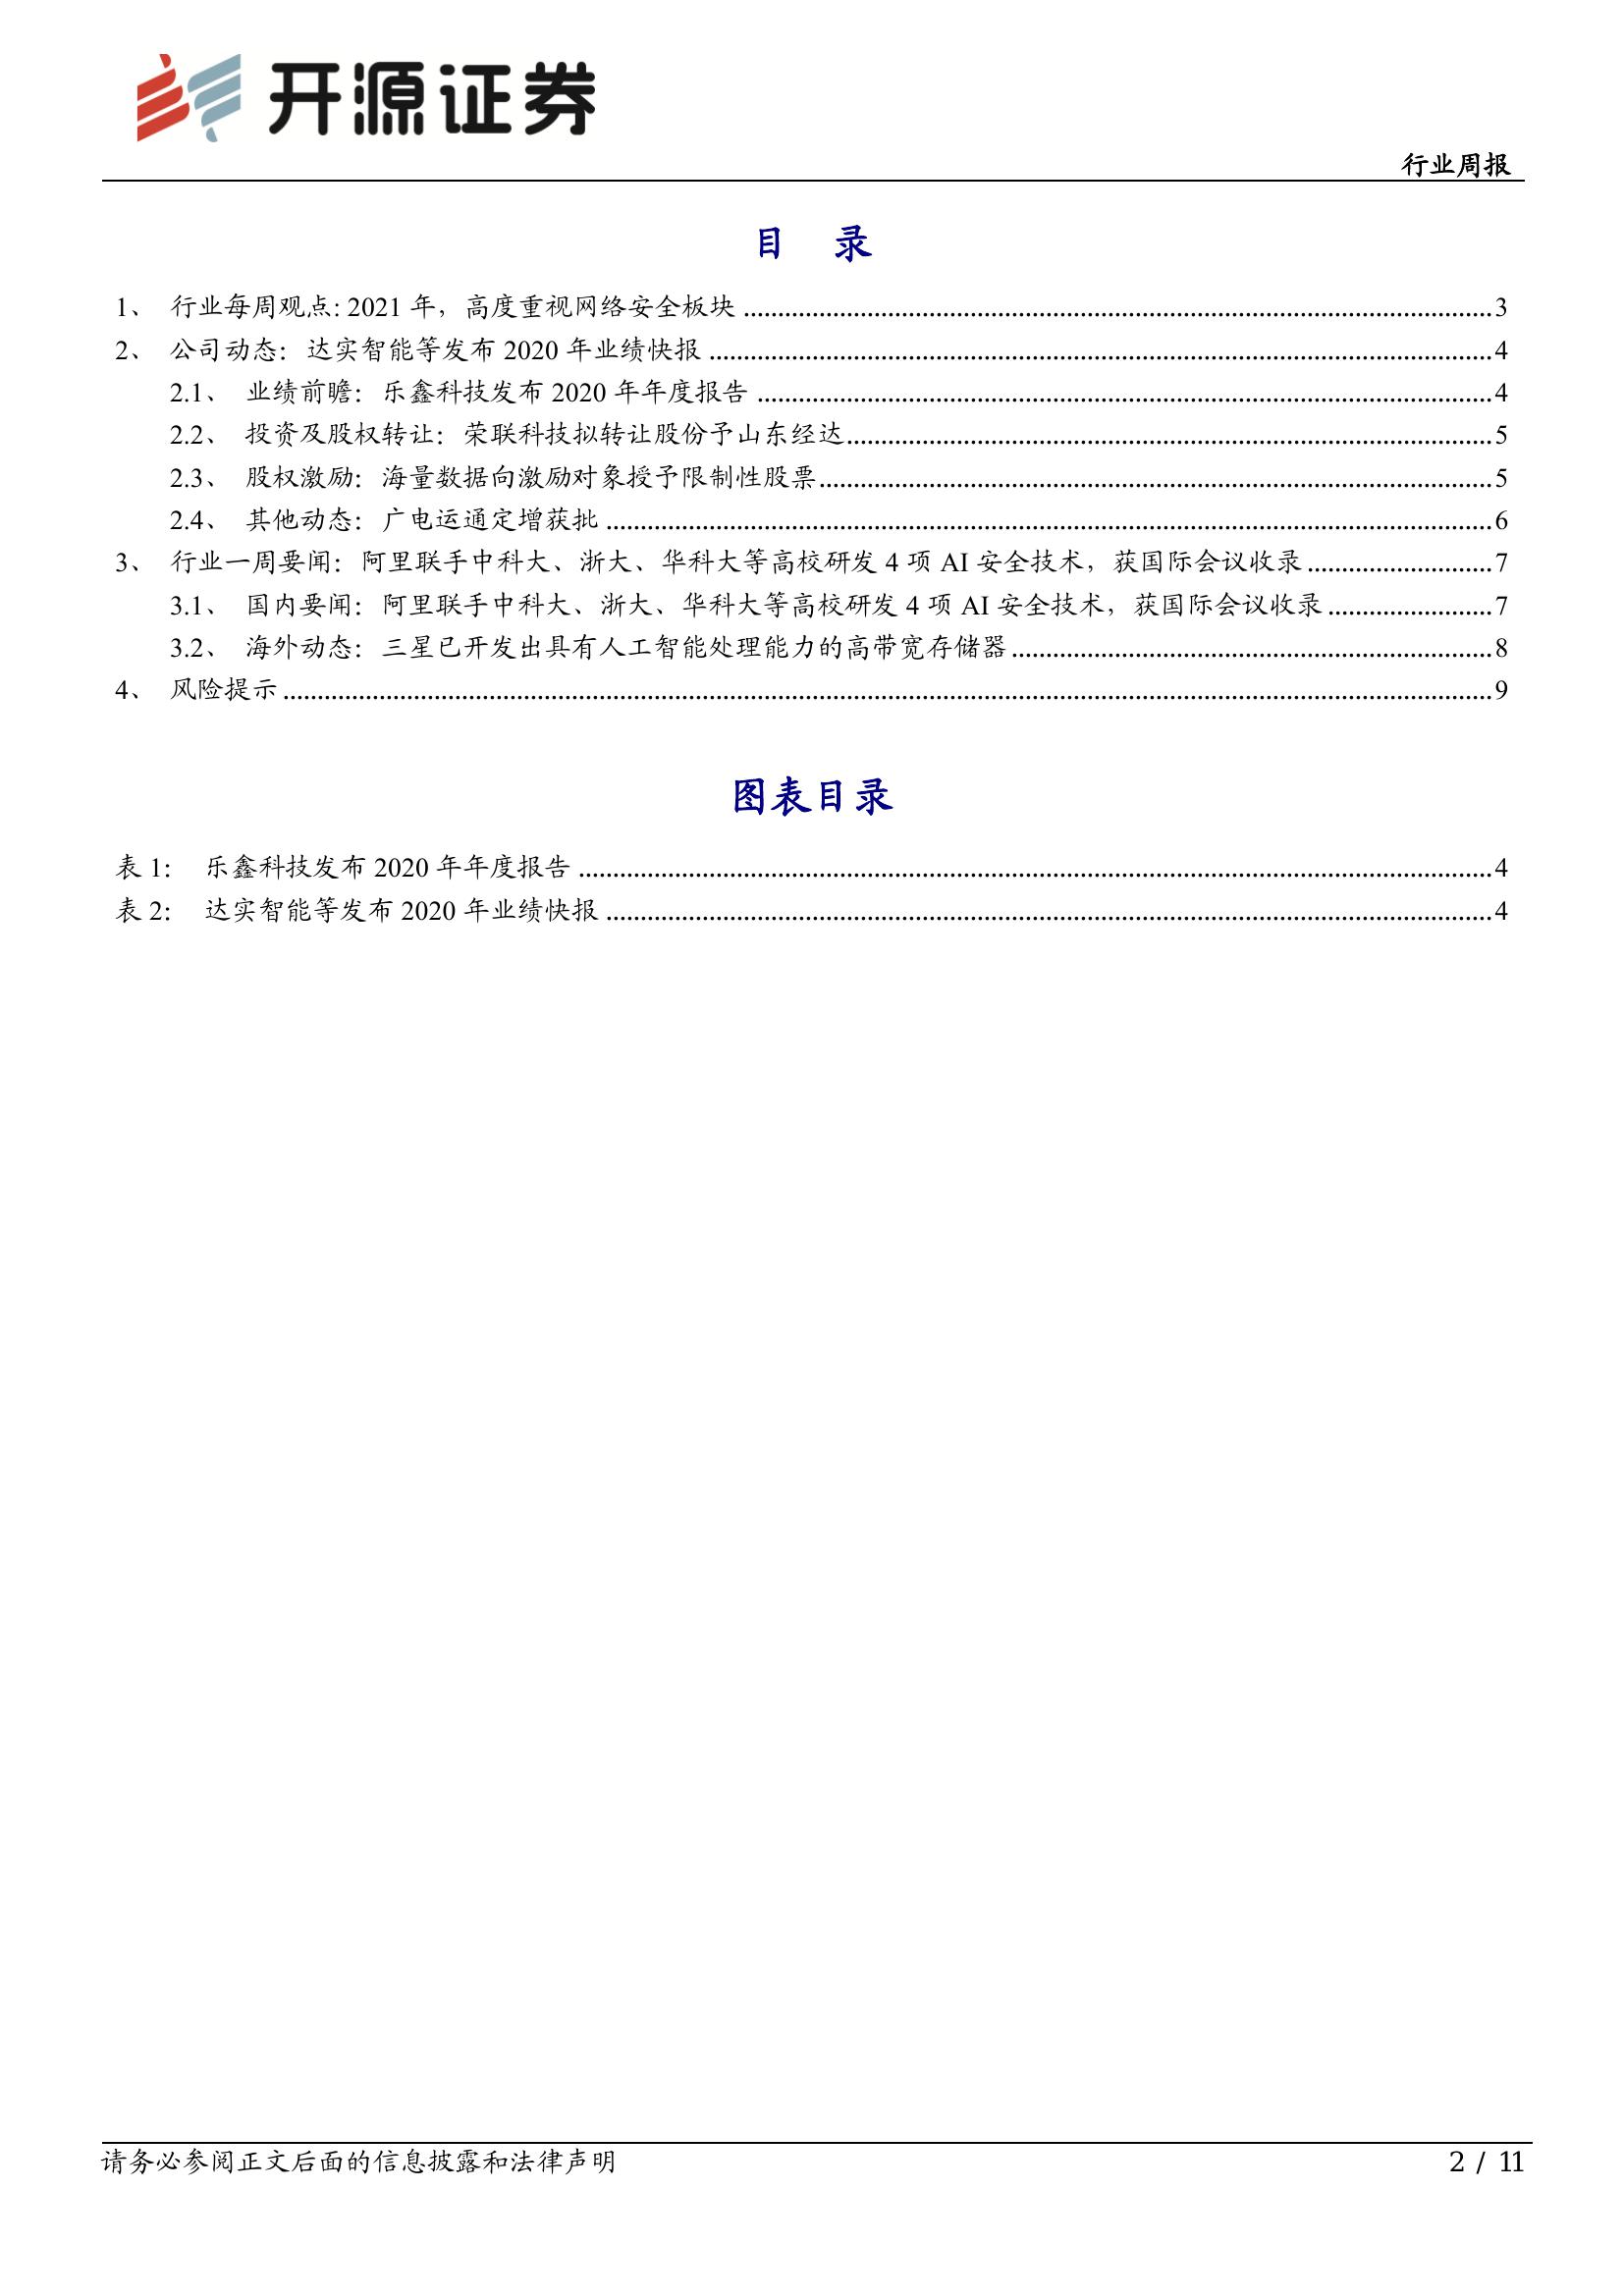 开源证券
行业周报
目 录
1、 行业每周观点: 2021 年，高度重视网络安全板块 ........ 3
2、 公司动态：达实智能等发布 2020 年业绩快报 ........ 4
2.1、 业绩前瞻：乐鑫科技发布 2020 年年度报告 ........ 4
2.2、 投资及股权转让：荣联科技拟转让股份予山东经达 ........ 5
2.3、 股权激励：海量数据向激励对象授予限制性股票 ........ 5
2.4、 其他动态：广电运通定增获批 ........ 6
3、 行业一周要闻：阿里联手中科大、浙大、华科大等高校研发 4 项 AI 安全技术，获国际会议收录 ........ 7
3.1、 国内要闻：阿里联手中科大、浙大、华科大等高校研发 4 项 AI 安全技术，获国际会议收录 ........ 7
3.2、 海外动态：三星已开发出具有人工智能处理能力的高带宽存储器 ........ 8
4、 风险提示 ........ 9
图表目录
表 1： 乐鑫科技发布 2020 年年度报告 ........ 4
表 2： 达实智能等发布 2020 年业绩快报 ........ 4
请务必参阅正文后面的信息披露和法律声明
2 / 11